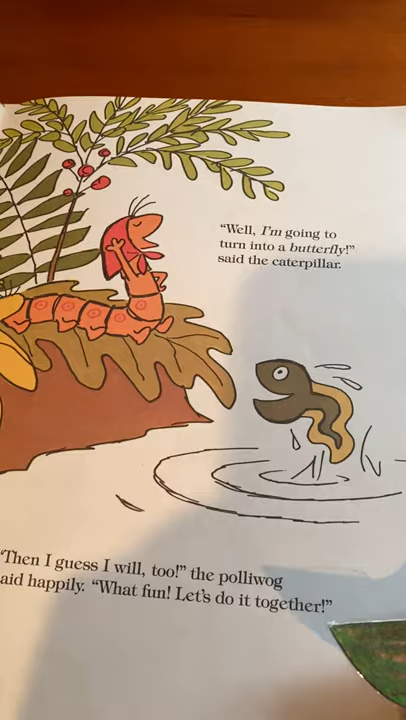 “Well, I’m going to
turn into a butterfly!”
said the caterpillar.
“Then I guess I will, too!” the polliwog
aid happily. “What fun! Let’s do it together!”